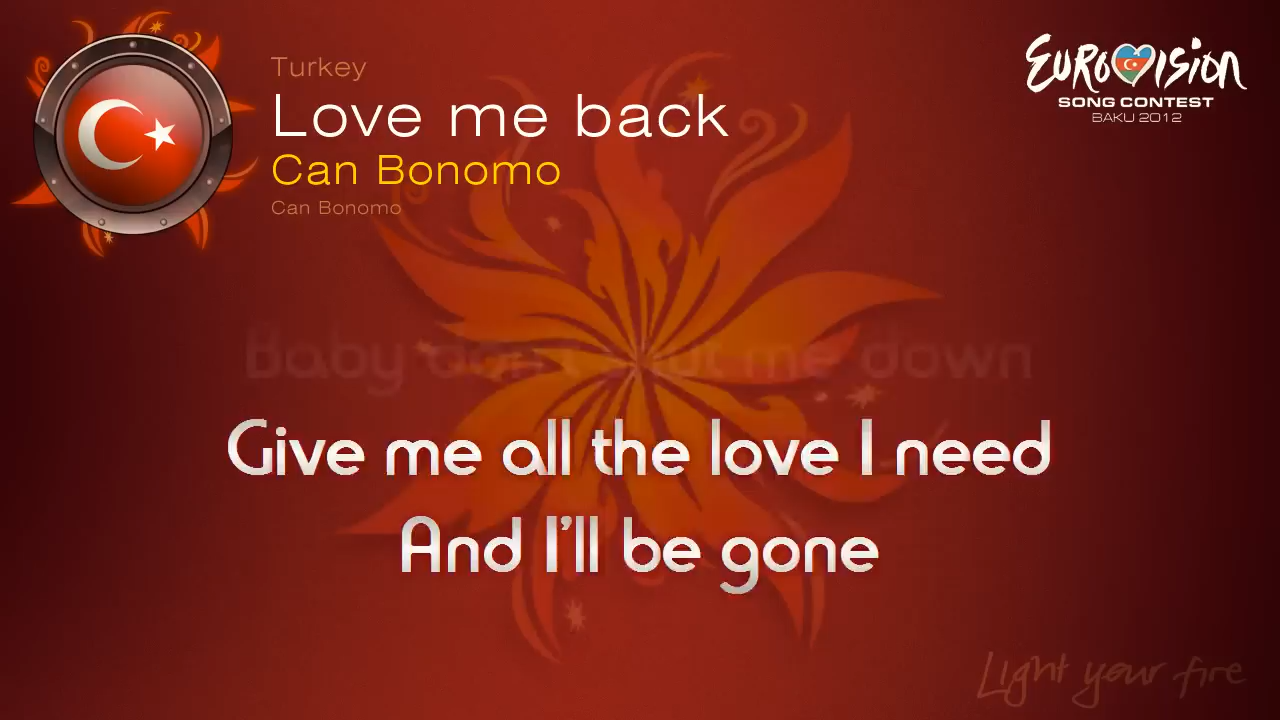 Turkey
Love me back
Can Bonomo
Can Bonomo
EUROVISION
SONG CONTEST
BAKU 2012
Baby don't shut me down
Give me all the love I need
And I'll be gone
Light your fire